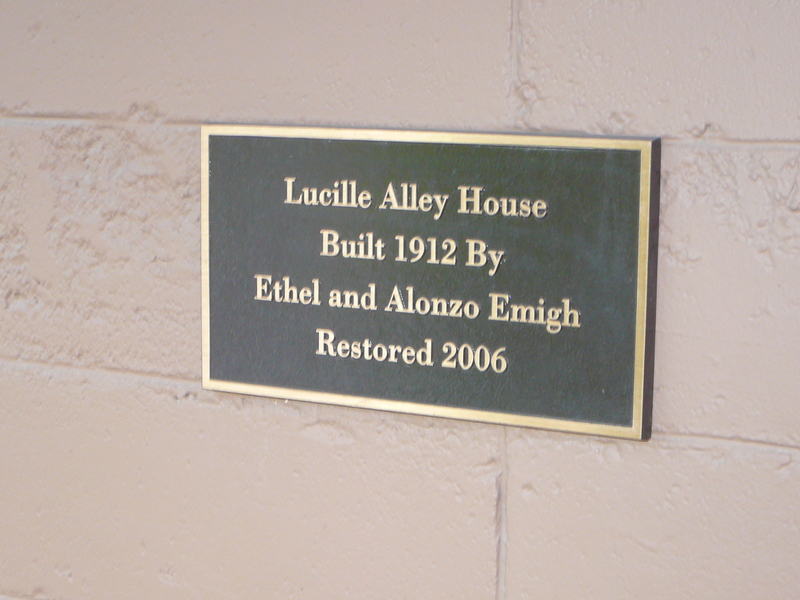 Lucille Alley House
Built 1912 By
Ethel and Alonzo Emigh
Restored 2006